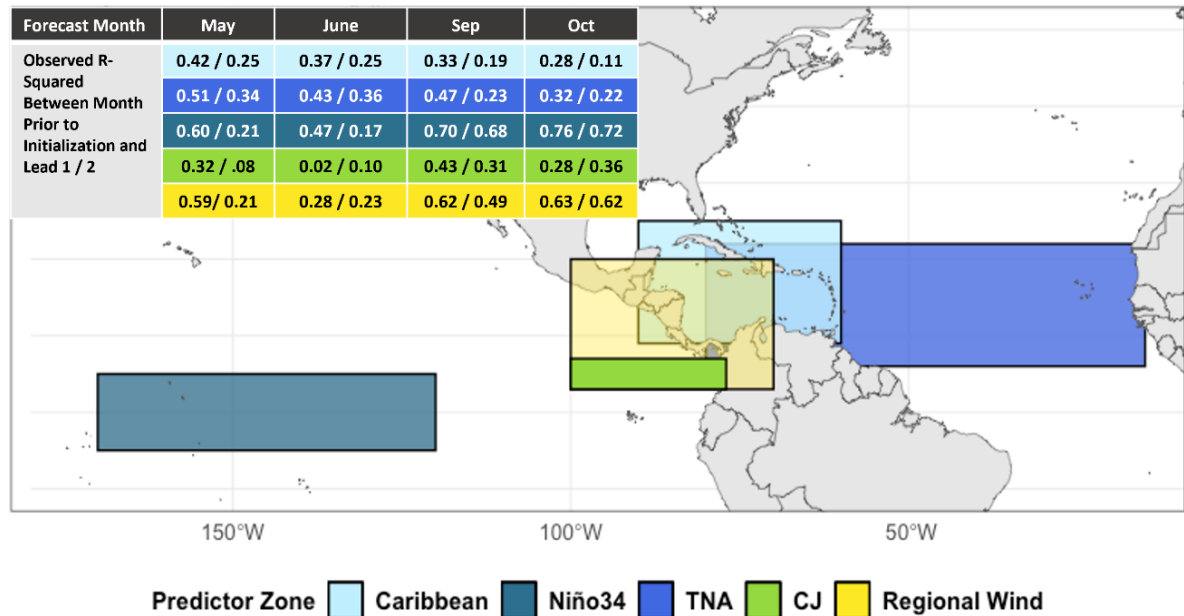 Forecast Month May June Sep Oct
Observed R- 0.42 / 0.25 0.37 / 0.25 0.33 / 0.19 0.28 / 0.11
Squared
Between Month 0.51 / 0.34 0.43 / 0.36 0.47 / 0.23 0.32 / 0.22
Prior to
Initialization and 0.60 / 0.21 0.47 / 0.17 0.70 / 0.68 0.76 / 0.72
Lead 1 / 2 0.32 / .08 0.02 / 0.10 0.43 / 0.31 0.28 / 0.36
0.59/ 0.21 0.28 / 0.23 0.62 / 0.49 0.63 / 0.62
150°W 100°W 50°W
Predictor Zone Caribbean Niño34 TNA CJ Regional Wind